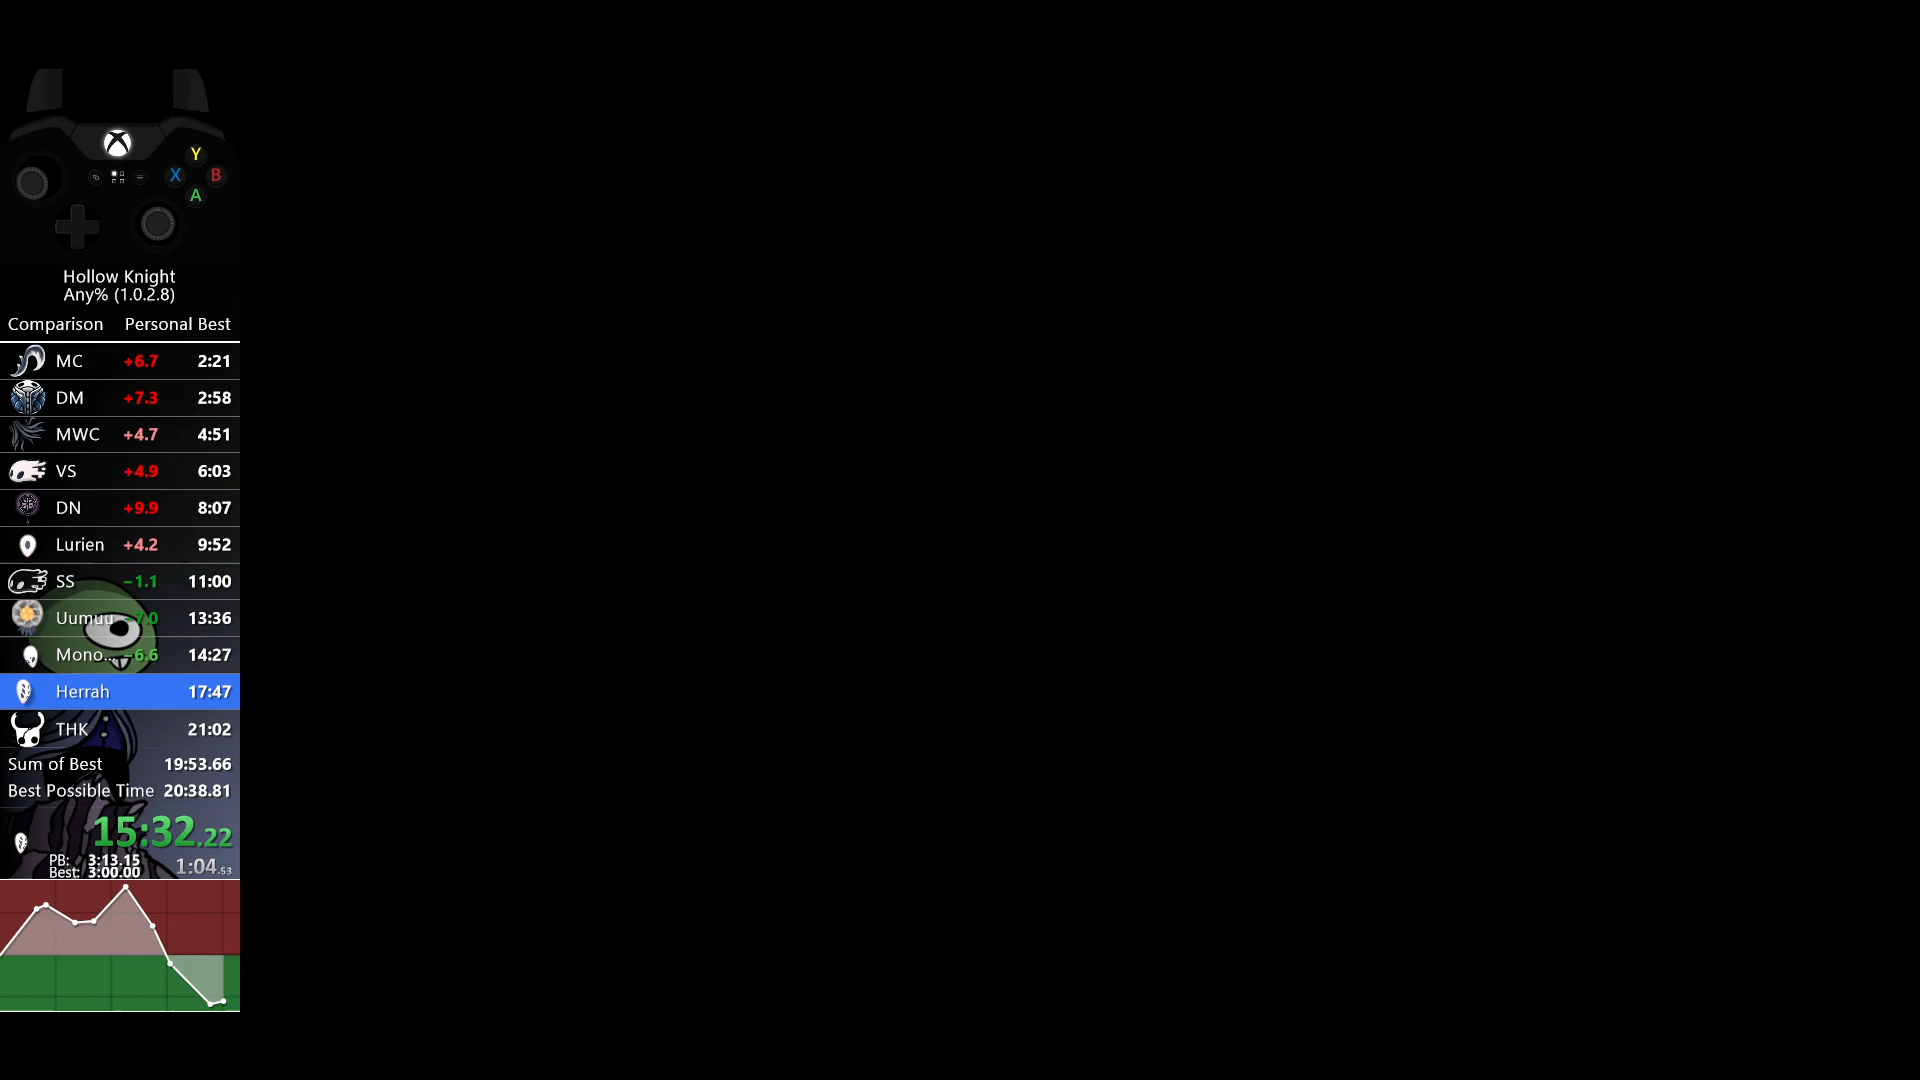 Y
X B
A
Hollow Knight
Any% (1.0.2.8)
Comparison Personal Best
MC +6.7 2:21
DM +7.3 2:58
MWC +4.7 4:51
VS +4.9 6:03
DN +9.9 8:07
Lurien +4.2 9:52
SS −1.1 11:00
Uumuu −7.0 13:36
Mono... −6.6 14:27
Herrah 17:47
THK 21:02
Sum of Best 19:53.66
Best Possible Time 20:38.81
15:32.22
PB: 3:13.15
Best: 3:00.00
1:04.53